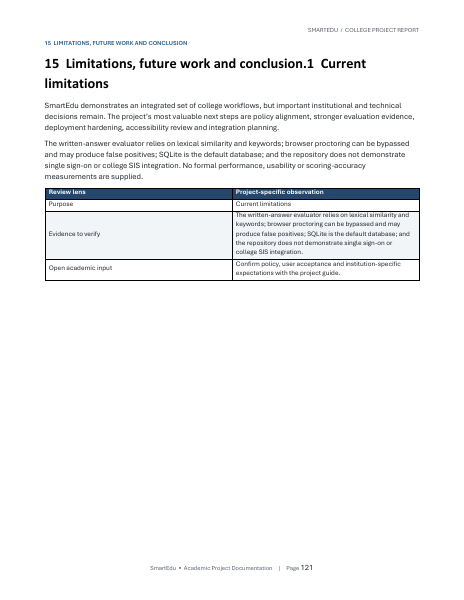 SMARTEDU / COLLEGE PROJECT REPORT
15 LIMITATIONS, FUTURE WORK AND CONCLUSION
15 Limitations, future work and conclusion.1 Current
limitations
SmartEdu demonstrates an integrated set of college workflows, but important institutional and technical
decisions remain. The project's most valuable next steps are policy alignment, stronger evaluation evidence,
deployment hardening, accessibility review and integration planning.
The written-answer evaluator relies on lexical similarity and keywords; browser proctoring can be bypassed
and may produce false positives; SQLite is the default database; and the repository does not demonstrate
single sign-on or college SIS integration. No formal performance, usability or scoring-accuracy
measurements are supplied.
Review lens Project-specific observation
Purpose Current limitations
Evidence to verify
The written-answer evaluator relies on lexical similarity and
keywords; browser proctoring can be bypassed and may
produce false positives; SQLite is the default database; and
the repository does not demonstrate single sign-on or
college SIS integration.
Open academic input
Confirm policy, user acceptance and institution-specific
expectations with the project guide.
SmartEdu • Academic Project Documentation | Page 121